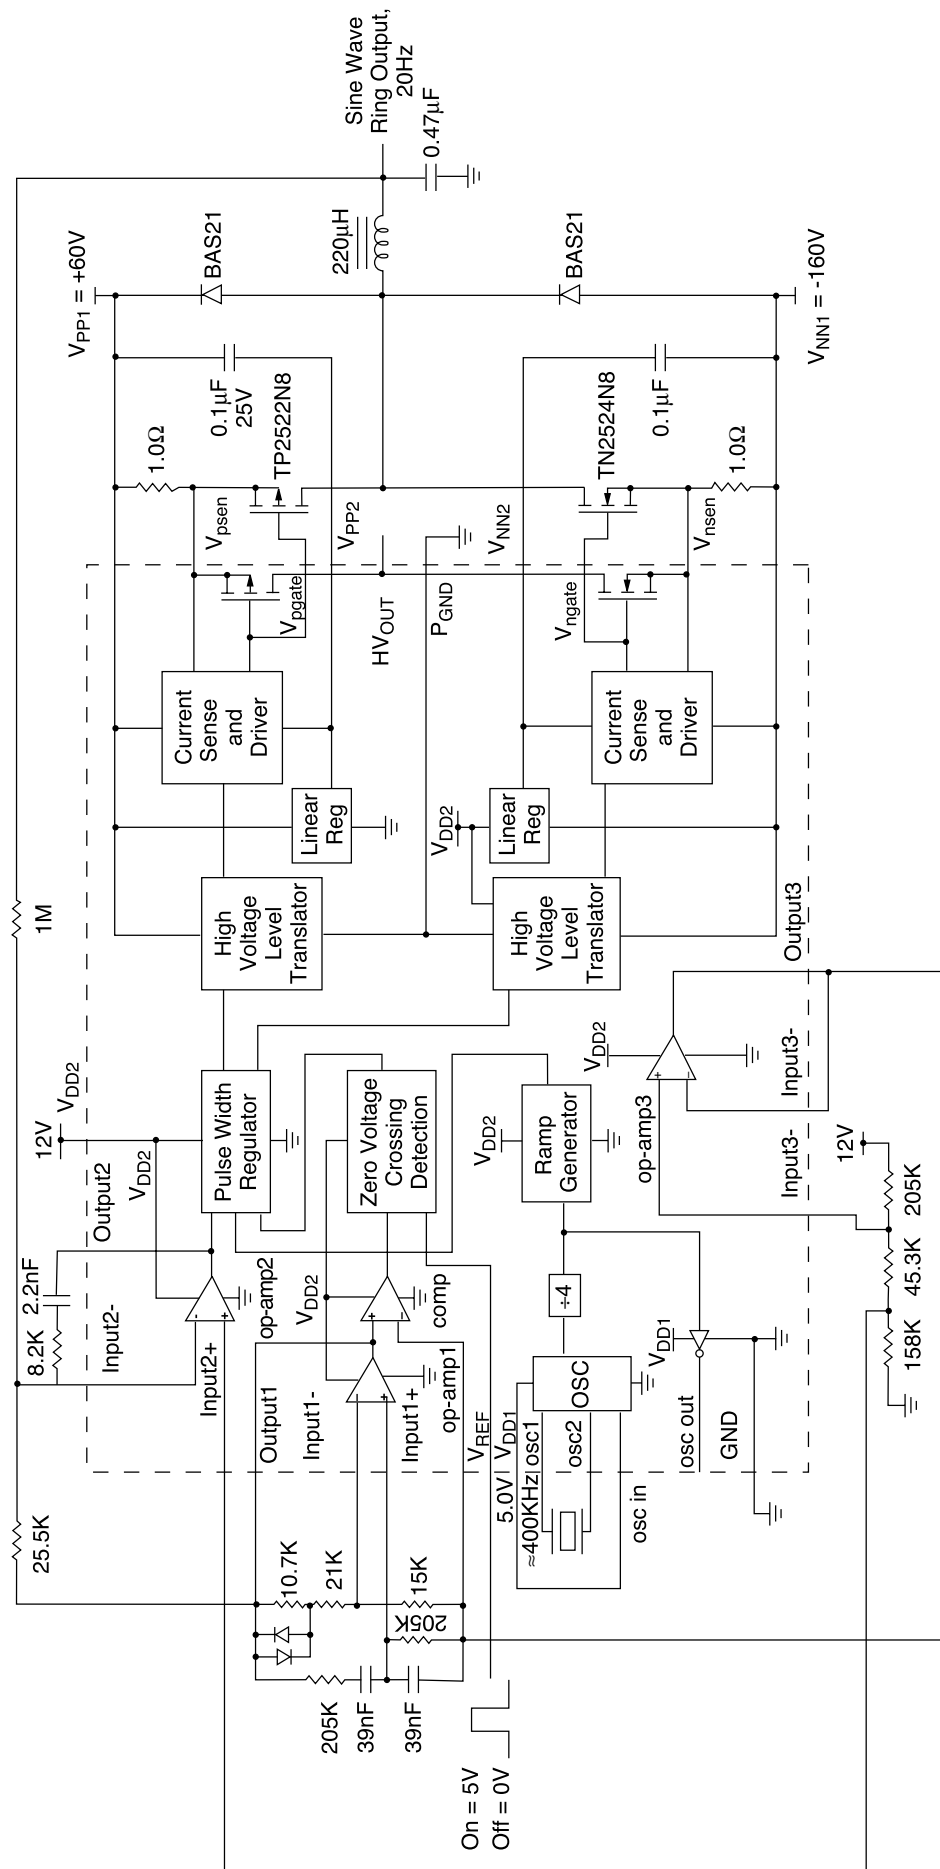 Sine Wave
Ring Output,
20Hz
0.47µF
220µH
BAS21
BAS21
VPP1 = +60V
VNN1 = -160V
0.1µF
25V
0.1µF
1.0Ω
TP2522N8
TN2524N8
1.0Ω
Vpsen
VPP2
VNN2
Vnsen
Vpgate
HVOUT
PGND
Vngate
Current
Sense
and
Driver
Current
Sense
and
Driver
Linear
Reg
VDD2
Linear
Reg
1M
High
Voltage
Level
Translator
High
Voltage
Level
Translator
Output3
12V
VDD2
VDD2
Output2
Pulse Width
Regulator
Zero Voltage
Crossing
Detection
VDD2
Ramp
Generator
VDD2
+
−
op-amp3
Input3-
Input3-
12V
205K
45.3K
158K
2.2nF
8.2K
Input2-
Input2+
-
+
op-amp2
VDD2
+
−
comp
÷4
Output1
Input1-
Input1+
−
+
op-amp1
VREF
VDD1
OSC
VDD1
5.0V
≈400KHz
osc1
osc2
osc in
osc out
GND
25.5K
10.7K
21K
15K
205K
205K
39nF
39nF
On = 5V
Off = 0V